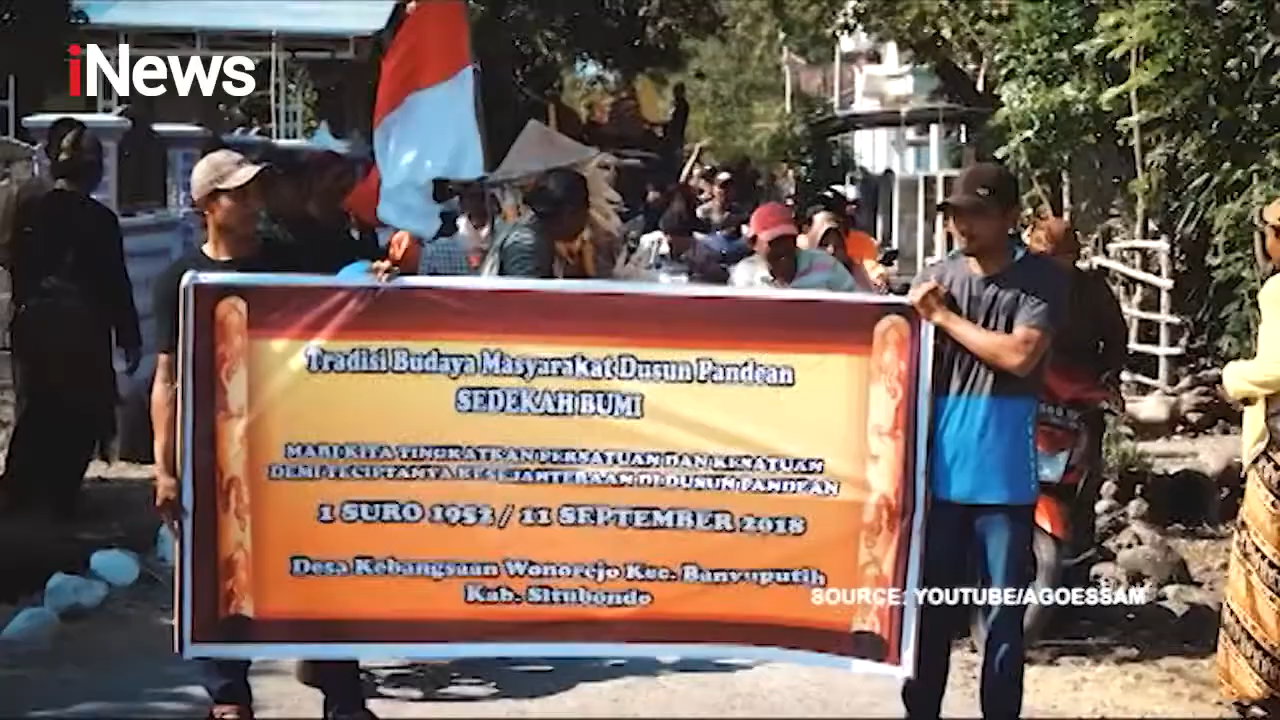 iNews
Tradisi Budaya Masyarakat Dusun Pandean
SEDEKAH BUMI
MARI KITA TINGKATKAN PERSATUAN DAN KESATUAN
DEMI TECIPTANYA KESEJAHTERAAN DI DUSUN PANDEAN
1 SURO 1952 / 11 SEPTEMBER 2018
Desa Kebangsaan Wonorejo Kec. Banyuputih
Kab. Situbondo
SOURCE: YOUTUBE/AGOESSAM